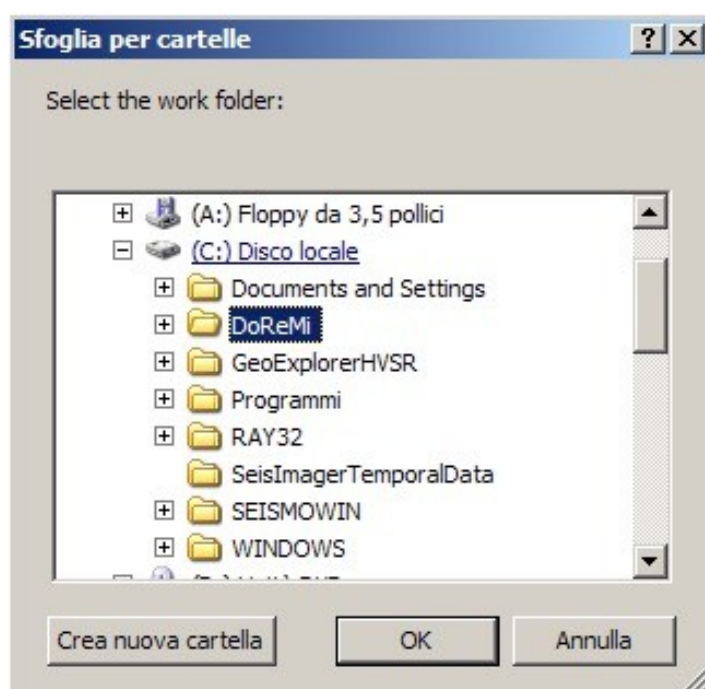 Sfoglia per cartelle
Select the work folder:
(A:) Floppy da 3,5 pollici
(C:) Disco locale
Documents and Settings
DoReMi
GeoExplorerHVSR
Programmi
RAY32
SeisImagerTemporalData
SEISMOWIN
WINDOWS
Crea nuova cartella
OK
Annulla